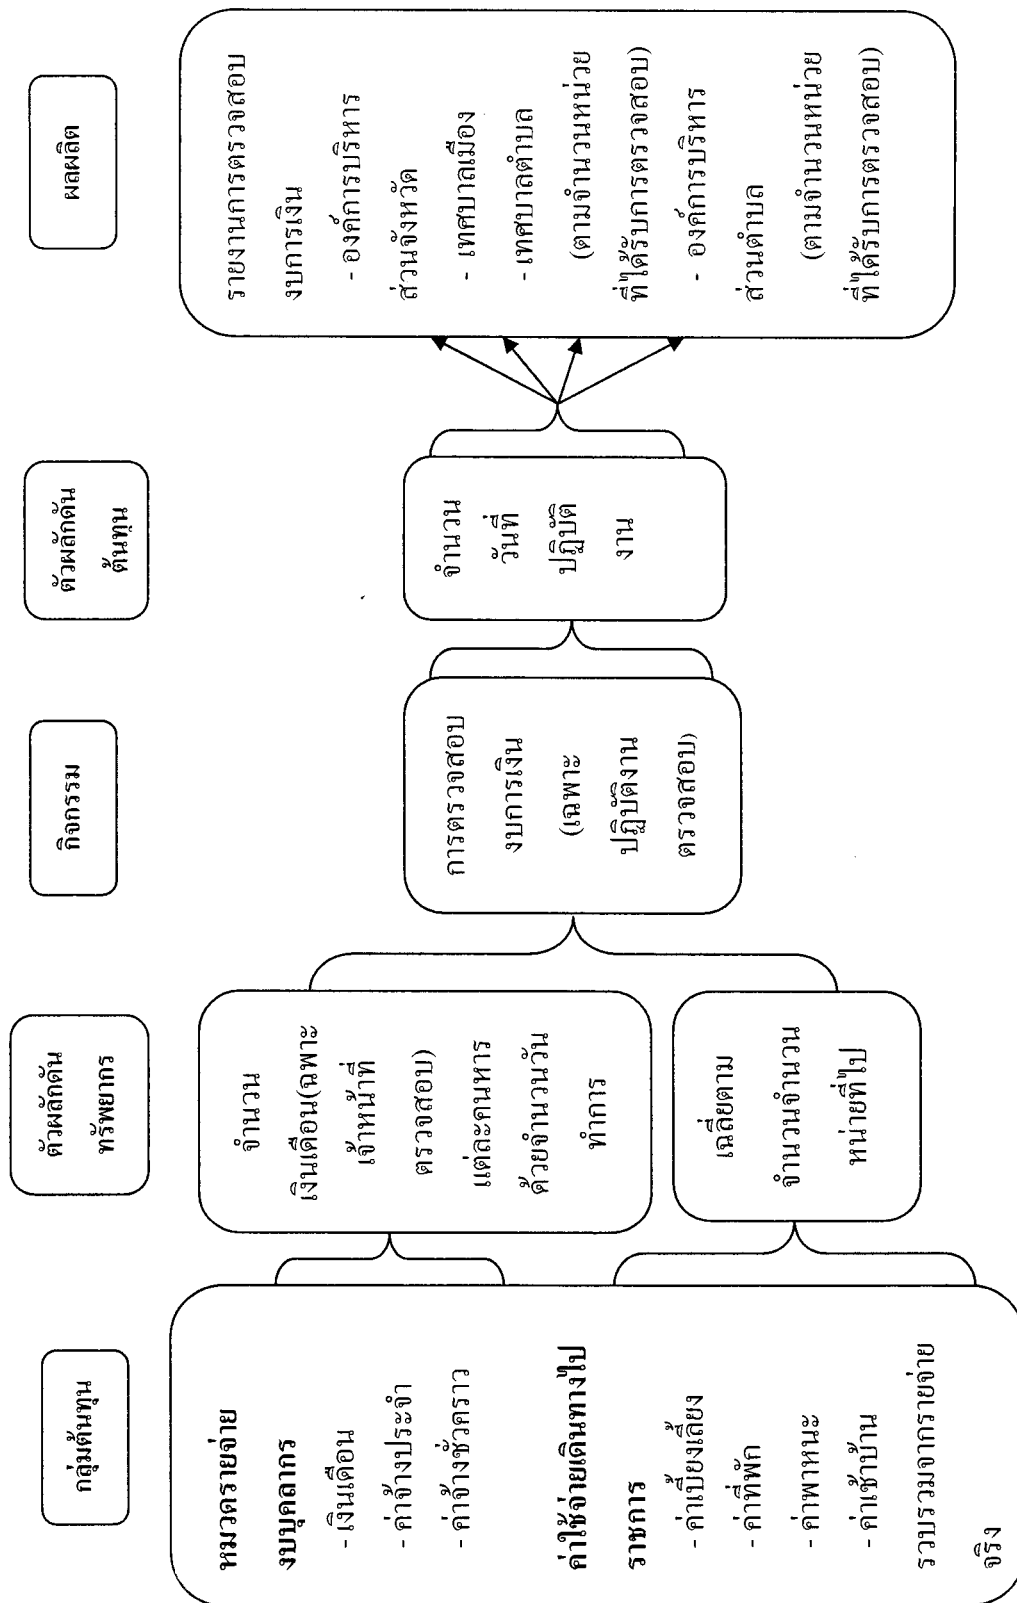 กลุ่มต้นทุน
ตัวผลักดัน
ทรัพยากร
กิจกรรม
ตัวผลักดัน
ต้นทุน
ผลผลิต
หมวดรายจ่าย
งบบุคลากร
- เงินเดือน
- ค่าจ้างประจำ
- ค่าจ้างชั่วคราว
ค่าใช้จ่ายเดินทางไป
ราชการ
- ค่าเบี้ยงเลี้ยง
- ค่าที่พัก
- ค่าพาหนะ
- ค่าเช้าบ้าน
รวบรวมจากรายจ่าย
จริง
จำนวน
เงินเดือน(ฉพาะ
เจ้าหน้าที่
ตรวจสอบ)
แต่ละคนหาร
ด้วยจำนวนวัน
ทำการ
เฉลี่ยตาม
จำนวนจำนวน
หน่ายที่ไป
การตรวจสอบ
งบการเงิน
(เฉพาะ
ปฏิบัติงาน
ตรวจสอบ)
จำนวน
วันที่
ปฏิบัติ
งาน
รายงานการตรวจสอบ
งบการเงิน
- องค์การบริหาร
ส่วนจังหวัด
- เทศบาลเมือง
- เทศบาลตำบล
(ตามจำนวนหน่วย
ที่ได้รับการตรวจสอบ)
- องค์การบริหาร
ส่วนตำบล
(ตามจำนวนหน่วย
ที่ได้รับการตรวจสอบ)